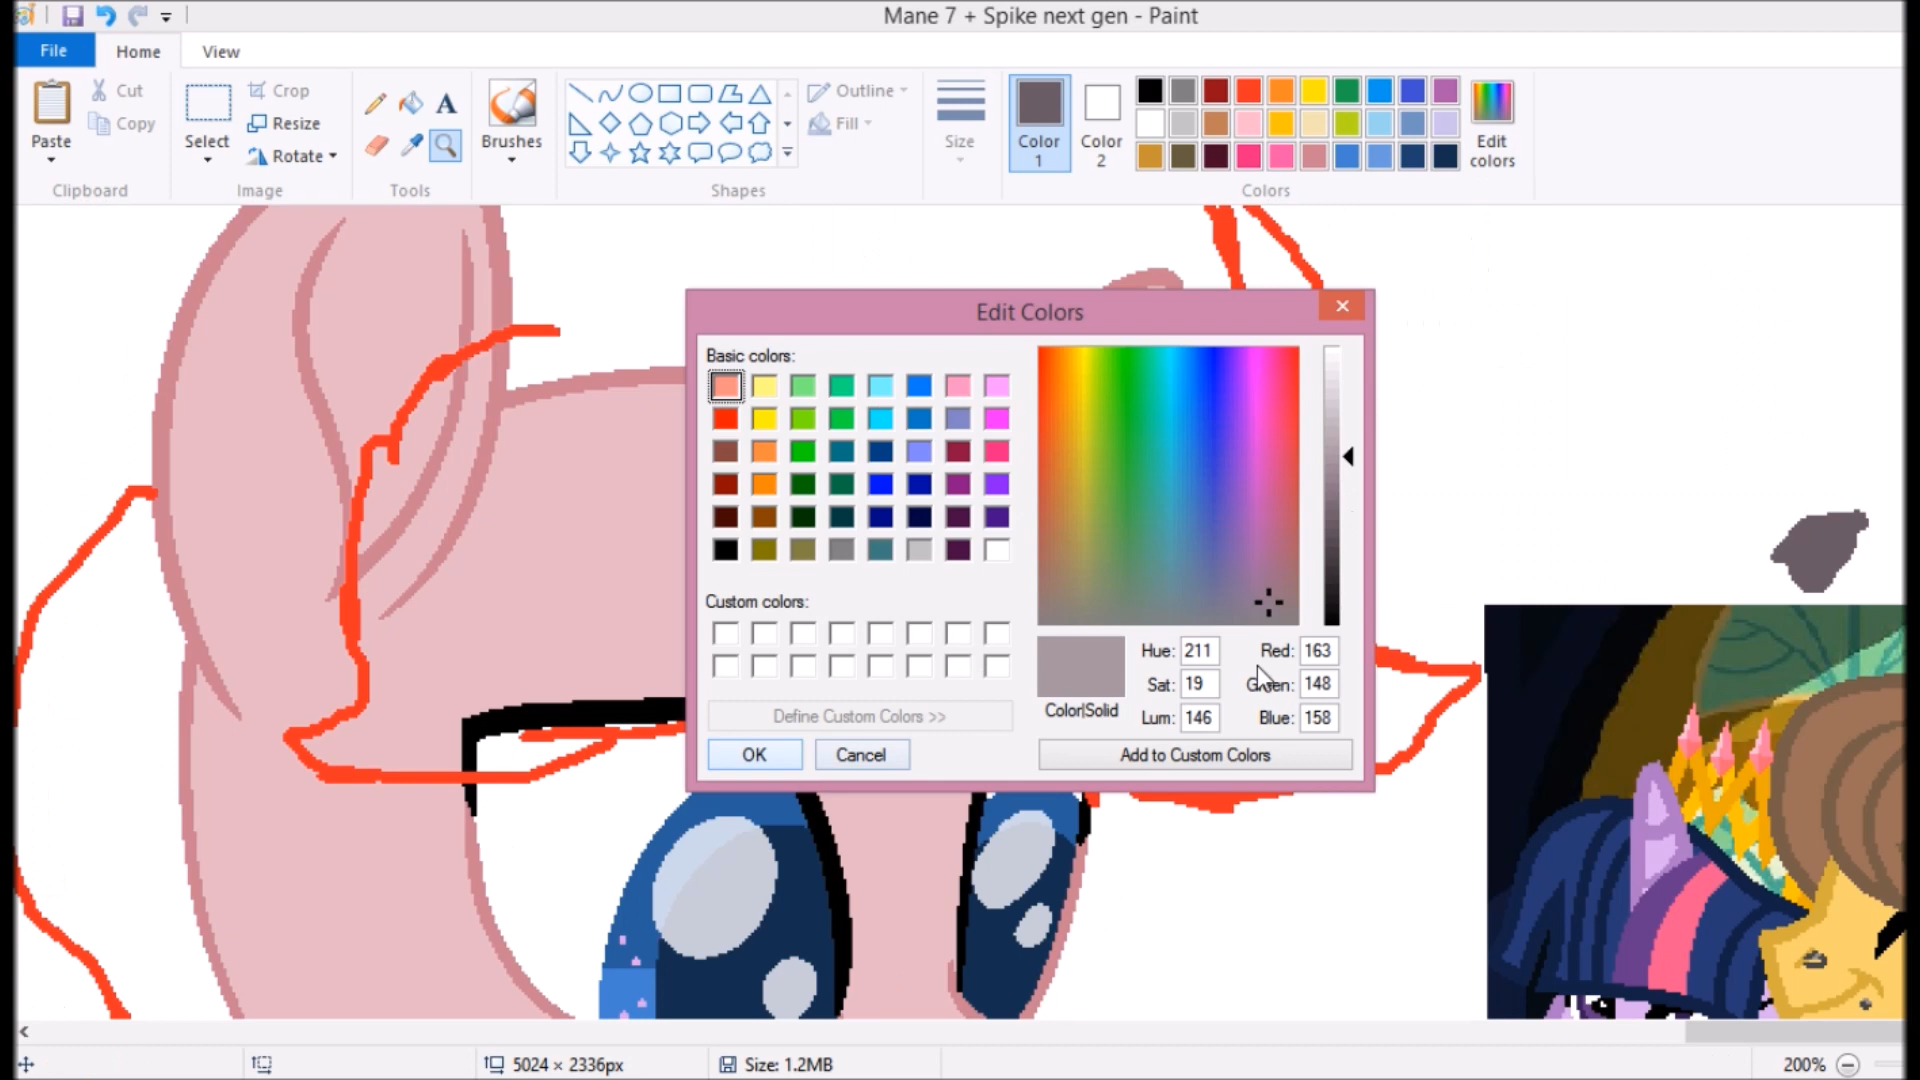 Mane 7 + Spike next gen - Paint
File Home View
Paste Cut Copy Clipboard
Select Crop Resize Rotate Image
A Tools
Brushes
Outline Fill Shapes
Size
Color 1 Color 2 Edit colors Colors
Edit Colors
Basic colors:
Custom colors:
Define Custom Colors >>
OK Cancel
Color|Solid
Hue: 211 Red: 163
Sat: 19 Green: 148
Lum: 146 Blue: 158
Add to Custom Colors
5024 × 2336px Size: 1.2MB 200%